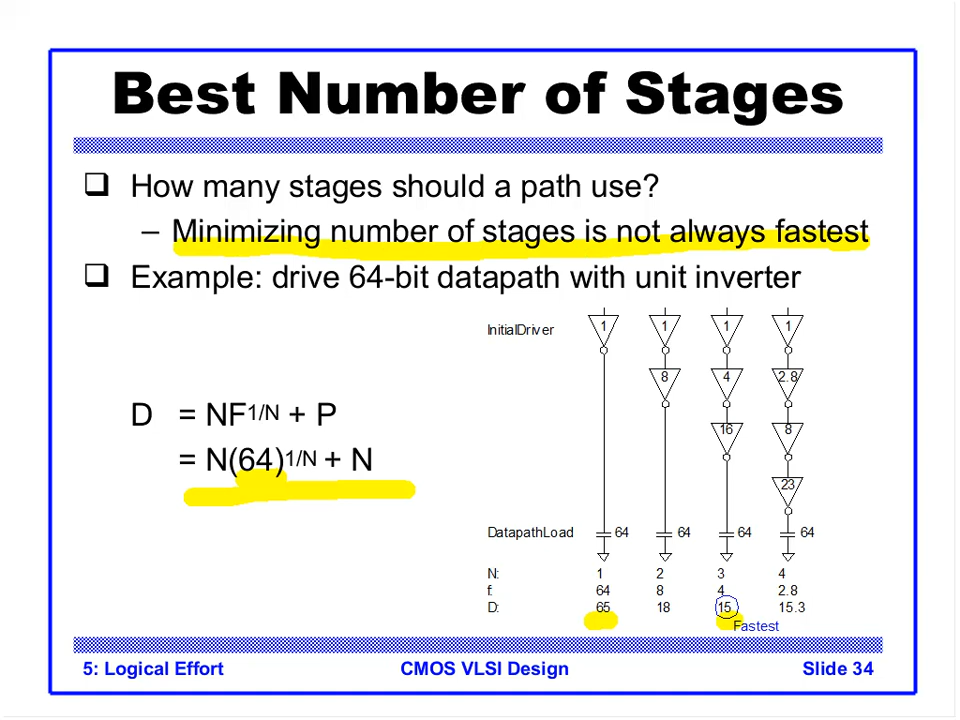 Best Number of Stages
❑ How many stages should a path use?
– Minimizing number of stages is not always fastest
❑ Example: drive 64-bit datapath with unit inverter
D = NF1/N + P
= N(64)1/N + N
InitialDriver 1 1 1 1
8 4 2.8
16 8
23
DatapathLoad 64 64 64 64
N: 1 2 3 4
f: 64 8 4 2.8
D: 65 18 15 15.3
Fastest
5: Logical Effort CMOS VLSI Design Slide 34